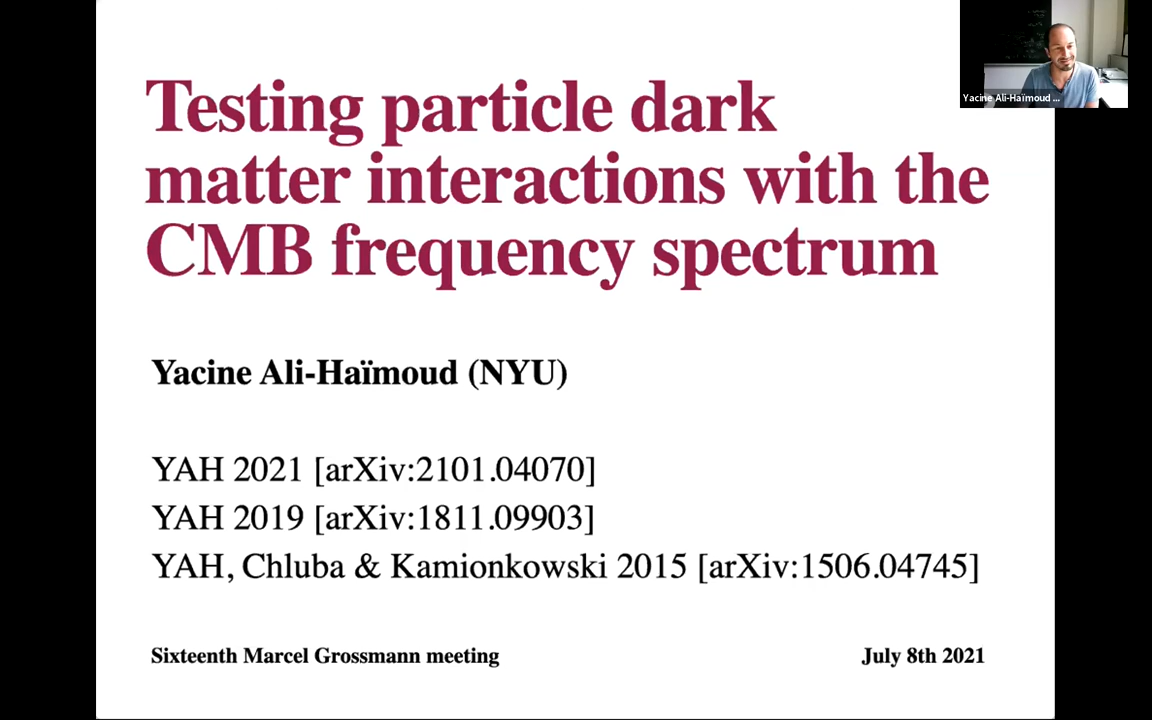 Testing particle dark
matter interactions with the
CMB frequency spectrum
Yacine Ali-Haïmoud (NYU)
YAH 2021 [arXiv:2101.04070]
YAH 2019 [arXiv:1811.09903]
YAH, Chluba & Kamionkowski 2015 [arXiv:1506.04745]
Sixteenth Marcel Grossmann meeting
July 8th 2021
Yacine Ali-Haïmoud ...